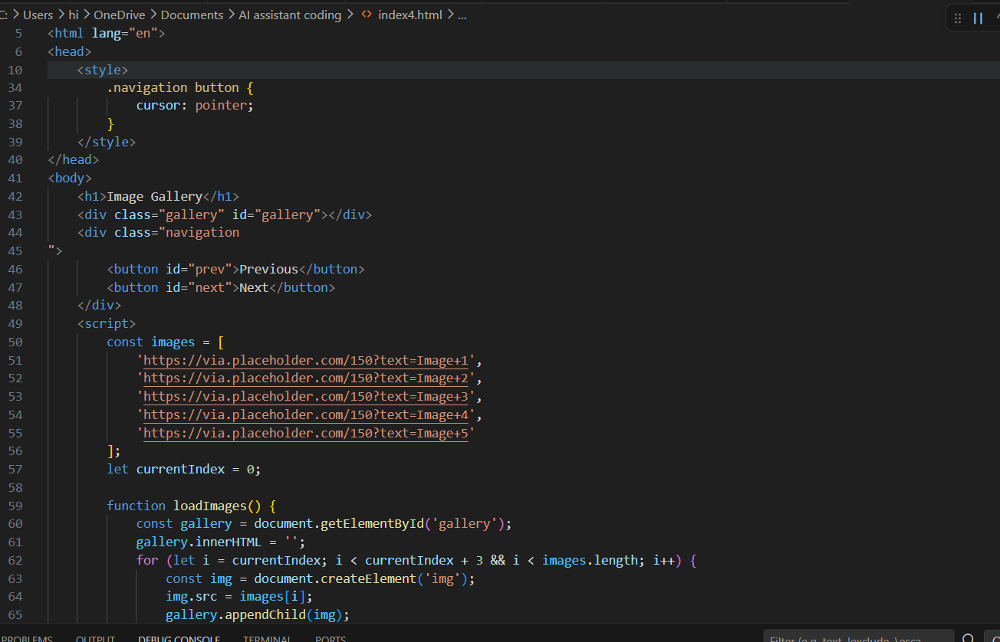 C: > Users > hi > OneDrive > Documents > AI assistant coding > <> index4.html > ...
5 <html lang="en">
6 <head>
10     <style>
34         .navigation button {
37             cursor: pointer;
38         }
39     </style>
40 </head>
41 <body>
42     <h1>Image Gallery</h1>
43     <div class="gallery" id="gallery"></div>
44     <div class="navigation
45 ">
46         <button id="prev">Previous</button>
47         <button id="next">Next</button>
48     </div>
49     <script>
50         const images = [
51             'https://via.placeholder.com/150?text=Image+1',
52             'https://via.placeholder.com/150?text=Image+2',
53             'https://via.placeholder.com/150?text=Image+3',
54             'https://via.placeholder.com/150?text=Image+4',
55             'https://via.placeholder.com/150?text=Image+5'
56         ];
57         let currentIndex = 0;
58
59         function loadImages() {
60             const gallery = document.getElementById('gallery');
61             gallery.innerHTML = '';
62             for (let i = currentIndex; i < currentIndex + 3 && i < images.length; i++) {
63                 const img = document.createElement('img');
64                 img.src = images[i];
65                 gallery.appendChild(img);
PROBLEMS OUTPUT DEBUG CONSOLE TERMINAL PORTS Filter (e.g. text, !exclude, \esca